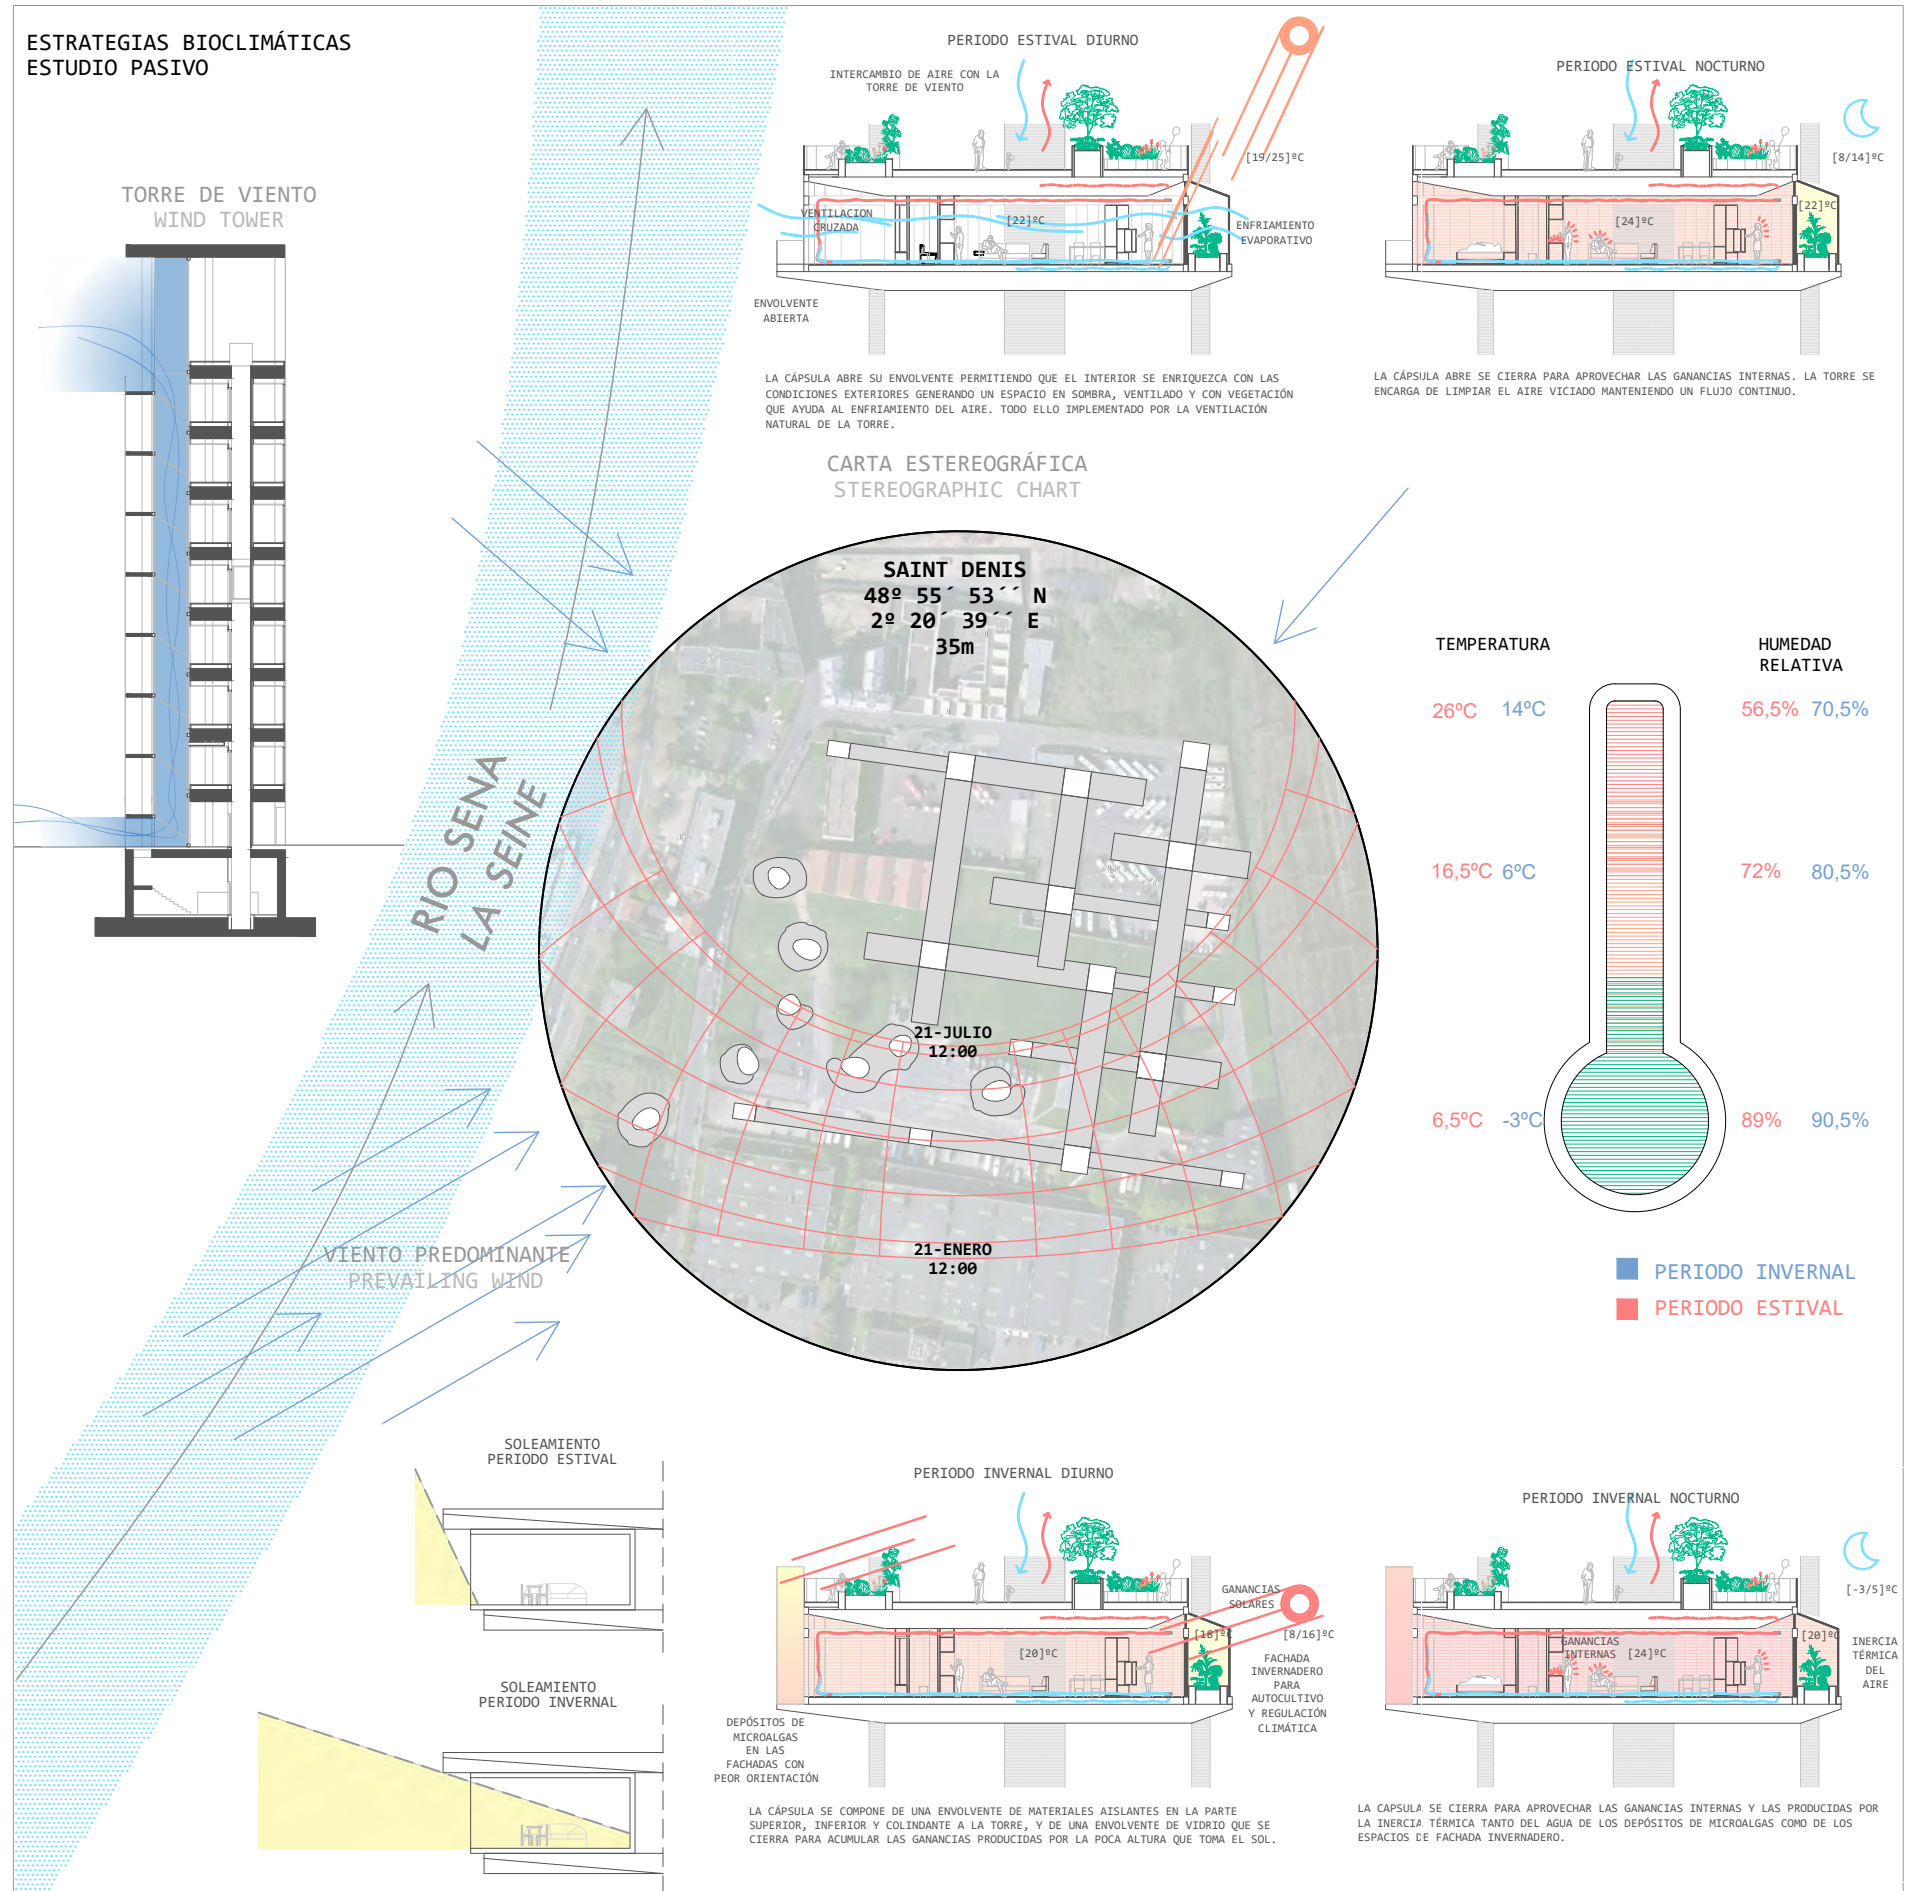 ESTRATEGIAS BIOCLIMÁTICAS
ESTUDIO PASIVO
TORRE DE VIENTO
WIND TOWER
PERIODO ESTIVAL DIURNO
INTERCAMBIO DE AIRE CON LA
TORRE DE VIENTO
[19/25]ºC
VENTILACION
CRUZADA
[22]ºC
ENFRIAMIENTO
EVAPORATIVO
ENVOLVENTE
ABIERTA
LA CÁPSULA ABRE SU ENVOLVENTE PERMITIENDO QUE EL INTERIOR SE ENRIQUEZCA CON LAS
CONDICIONES EXTERIORES GENERANDO UN ESPACIO EN SOMBRA, VENTILADO Y CON VEGETACIÓN
QUE AYUDA AL ENFRIAMIENTO DEL AIRE. TODO ELLO IMPLEMENTADO POR LA VENTILACIÓN
NATURAL DE LA TORRE.
PERIODO ESTIVAL NOCTURNO
[8/14]ºC
[22]ºC
[24]ºC
LA CÁPSULA ABRE SE CIERRA PARA APROVECHAR LAS GANANCIAS INTERNAS. LA TORRE SE
ENCARGA DE LIMPIAR EL AIRE VICIADO MANTENIENDO UN FLUJO CONTINUO.
CARTA ESTEREOGRÁFICA
STEREOGRAPHIC CHART
SAINT DENIS
48º 55´ 53´´ N
2º 20´ 39´´ E
35m
21-JULIO
12:00
21-ENERO
12:00
RIO SENA
LA SEINE
VIENTO PREDOMINANTE
PREVAILING WIND
TEMPERATURA
HUMEDAD
RELATIVA
26ºC 14ºC
56,5% 70,5%
16,5ºC 6ºC
72% 80,5%
6,5ºC -3ºC
89% 90,5%
PERIODO INVERNAL
PERIODO ESTIVAL
SOLEAMIENTO
PERIODO ESTIVAL
SOLEAMIENTO
PERIODO INVERNAL
PERIODO INVERNAL DIURNO
GANANCIAS
SOLARES
[18]ºC
[8/16]ºC
[20]ºC
FACHADA
INVERNADERO
PARA
AUTOCULTIVO
Y REGULACIÓN
CLIMÁTICA
DEPÓSITOS DE
MICROALGAS
EN LAS
FACHADAS CON
PEOR ORIENTACIÓN
LA CÁPSULA SE COMPONE DE UNA ENVOLVENTE DE MATERIALES AISLANTES EN LA PARTE
SUPERIOR, INFERIOR Y COLINDANTE A LA TORRE, Y DE UNA ENVOLVENTE DE VIDRIO QUE SE
CIERRA PARA ACUMULAR LAS GANANCIAS PRODUCIDAS POR LA POCA ALTURA QUE TOMA EL SOL.
PERIODO INVERNAL NOCTURNO
[-3/5]ºC
GANANCIAS
INTERNAS
[24]ºC
[20]ºC
INERCIA
TÉRMICA
DEL
AIRE
LA CAPSULA SE CIERRA PARA APROVECHAR LAS GANANCIAS INTERNAS Y LAS PRODUCIDAS POR
LA INERCIA TÉRMICA TANTO DEL AGUA DE LOS DEPÓSITOS DE MICROALGAS COMO DE LOS
ESPACIOS DE FACHADA INVERNADERO.